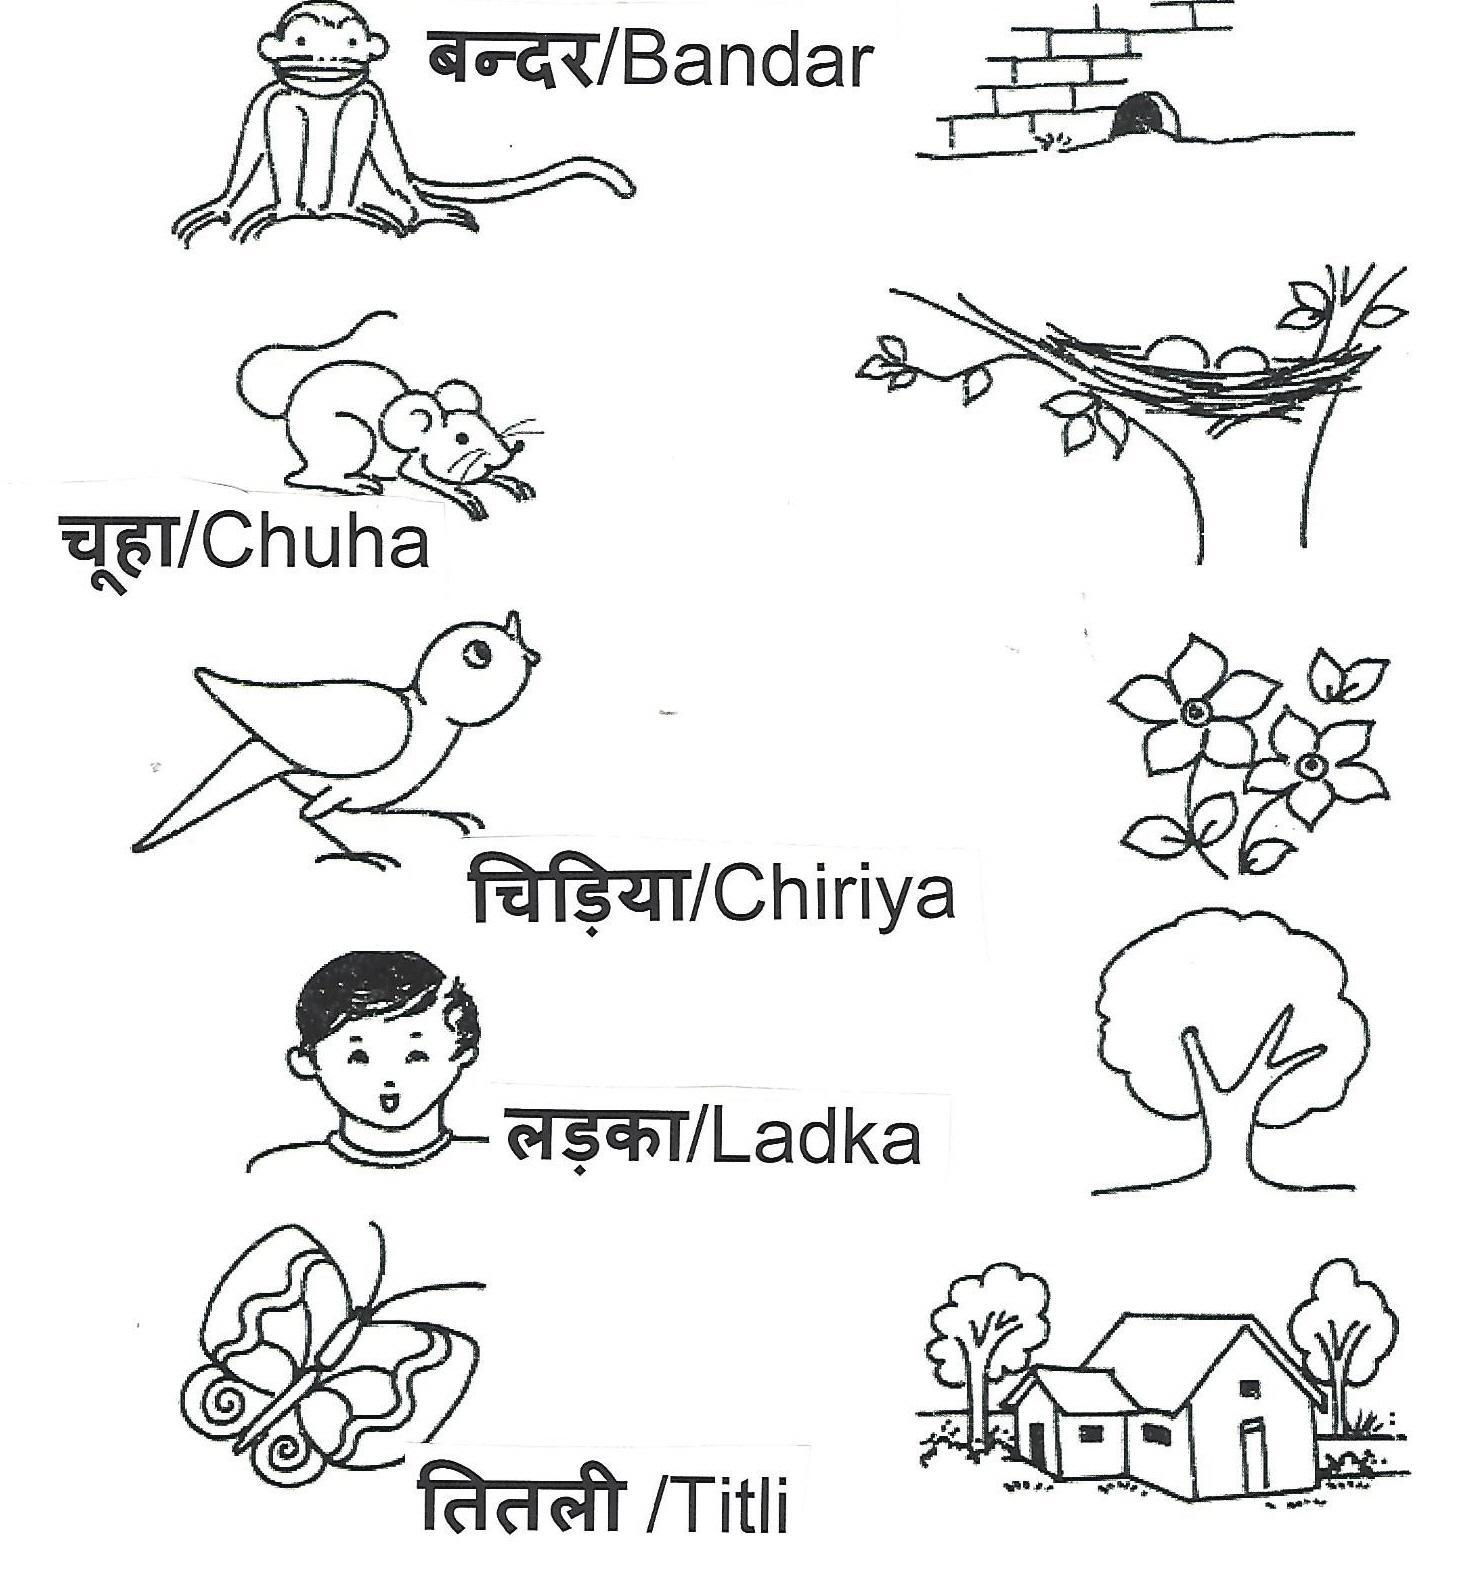 बन्दर/Bandar
चूहा/Chuha
चिड़िया/Chiriya
लड़का/Ladka
तितली /Titli